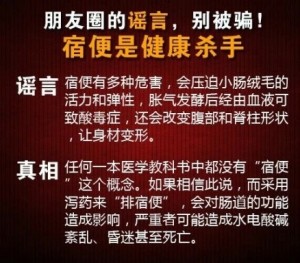 朋友圈的谣言，别被骗！
宿便是健康杀手
谣言 宿便有多种危害，会压迫小肠绒毛的
活力和弹性，胀气发酵后经由血液可
致酸毒症，还会改变腹部和脊柱形状
，让身材变形。
真相 任何一本医学教科书中都没有“宿便
”这个概念。如果相信此说，而采用
泻药来“排宿便”，会对肠道的功能
造成影响，严重者可能造成水电酸碱
紊乱、昏迷甚至死亡。